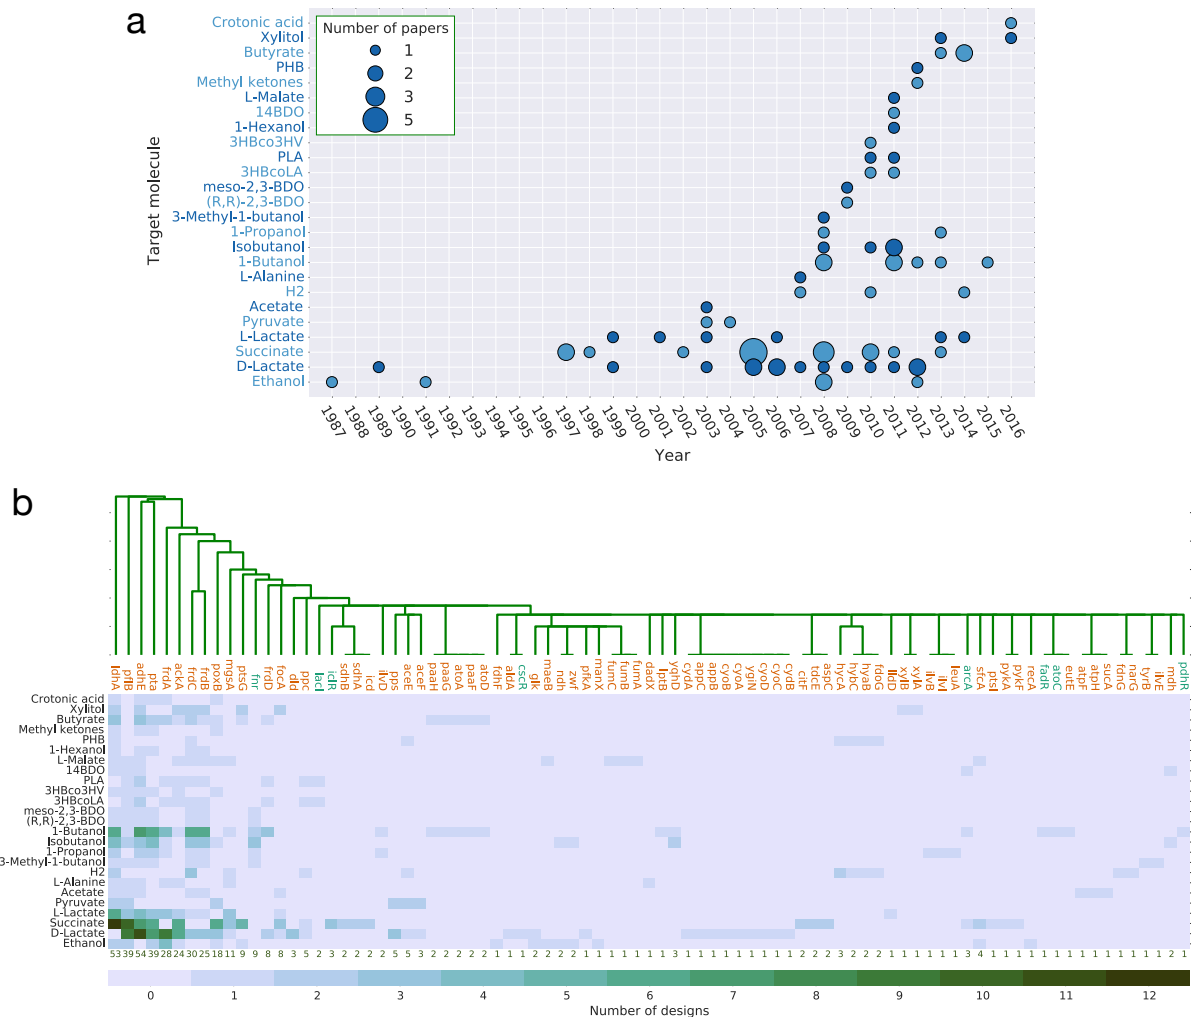 a
Number of papers
1
2
3
5
Target molecule
Crotonic acid
Xylitol
Butyrate
PHB
Methyl ketones
L-Malate
14BDO
1-Hexanol
3HBco3HV
PLA
3HBcoLA
meso-2,3-BDO
(R,R)-2,3-BDO
3-Methyl-1-butanol
1-Propanol
Isobutanol
1-Butanol
L-Alanine
H2
Acetate
Pyruvate
L-Lactate
Succinate
D-Lactate
Ethanol
1987 1988 1989 1990 1991 1992 1993 1994 1995 1996 1997 1998 1999 2000 2001 2002 2003 2004 2005 2006 2007 2008 2009 2010 2011 2012 2013 2014 2015 2016
Year
b
ldhA pflB adhE pta frdA ackA frdC frdB poxB mgsA ptsG fnr frdD focA dld ppc lacI iclR sdhB sdhA icd ilvD pps aceE aceF paaJ paaG atoA paaF atoD fdhF aldA cscR glk maeB ndh zwf pfkA manX fumC fumB fumA dadX lptB yghD cydA appC appB cyoB cyoA ygiN cyoD cyoC cydB citF tdcE aspC hypA hybC hyaB fdoG lldD xylB xylA ilvB ilvI leuA arcA sfcA ptsI pykA pykF recA fadR atoC eutE atpF atpH sucA fdnG narG tyrB ilvE mdh pdhR
Crotonic acid
Xylitol
Butyrate
Methyl ketones
PHB
1-Hexanol
L-Malate
14BDO
PLA
3HBco3HV
3HBcoLA
meso-2,3-BDO
(R,R)-2,3-BDO
1-Butanol
Isobutanol
1-Propanol
3-Methyl-1-butanol
H2
L-Alanine
Acetate
Pyruvate
L-Lactate
Succinate
D-Lactate
Ethanol
53 39 54 39 28 24 30 25 18 11 9 9 8 8 3 5 2 3 2 2 2 2 5 3 2 2 2 2 2 2 1 1 1 1 2 1 1 1 1 1 1 1 1 1 3 1 1 1 1 1 1 1 1 1 2 2 2 3 2 2 1 1 1 1 1 1 1 3 4 1 1 1 1 1 1 1 1 1 1 1 1 1 1 2 1
0 1 2 3 4 5 6 7 8 9 10 11 12
Number of designs